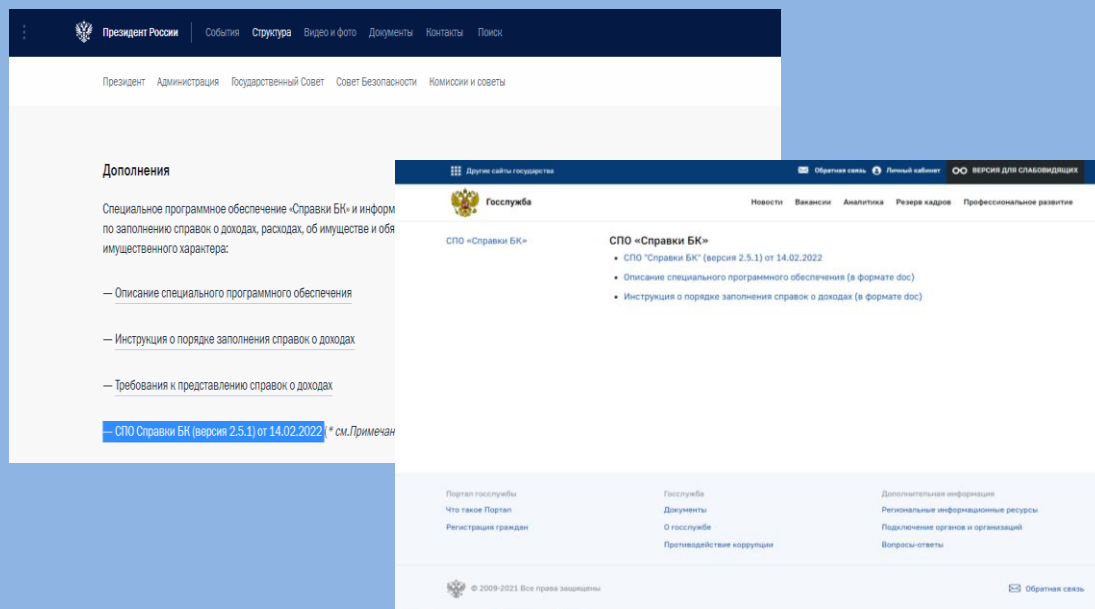 Президент России
События Структура Видео и фото Документы Контакты Поиск
Президент Администрация Государственный Совет Совет Безопасности Комиссии и советы
Дополнения
Специальное программное обеспечение «Справки БК» и информ
по заполнению справок о доходах, расходах, об имуществе и обя
имущественного характера:
— Описание специального программного обеспечения
— Инструкция о порядке заполнения справок о доходах
— Требования к представлению справок о доходах
— СПО Справки БК (версия 2.5.1) от 14.02.2022 (* см.Примечан
Другие сайты государства
Обратная связь Личный кабинет ВЕРСИЯ ДЛЯ СЛАБОВИДЯЩИХ
Госслужба
Новости Вакансии Аналитика Резерв кадров Профессиональное развитие
СПО «Справки БК»
СПО «Справки БК»
• СПО "Справки БК" (версия 2.5.1) от 14.02.2022
• Описание специального программного обеспечения (в формате doc)
• Инструкция о порядке заполнения справок о доходах (в формате doc)
Портал госслужбы
Что такое Портал
Регистрация граждан
Госслужба
Документы
О госслужбе
Противодействие коррупции
Дополнительная информация
Региональные информационные ресурсы
Подключение органов и организаций
Вопросы-ответы
© 2009-2021 Все права защищены
Обратная связь